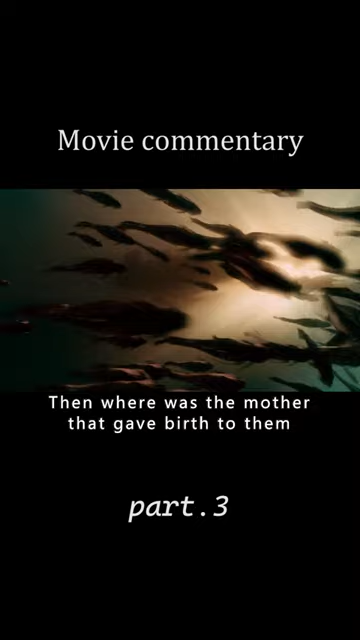 Movie commentary
Then where was the mother
that gave birth to them
part.3